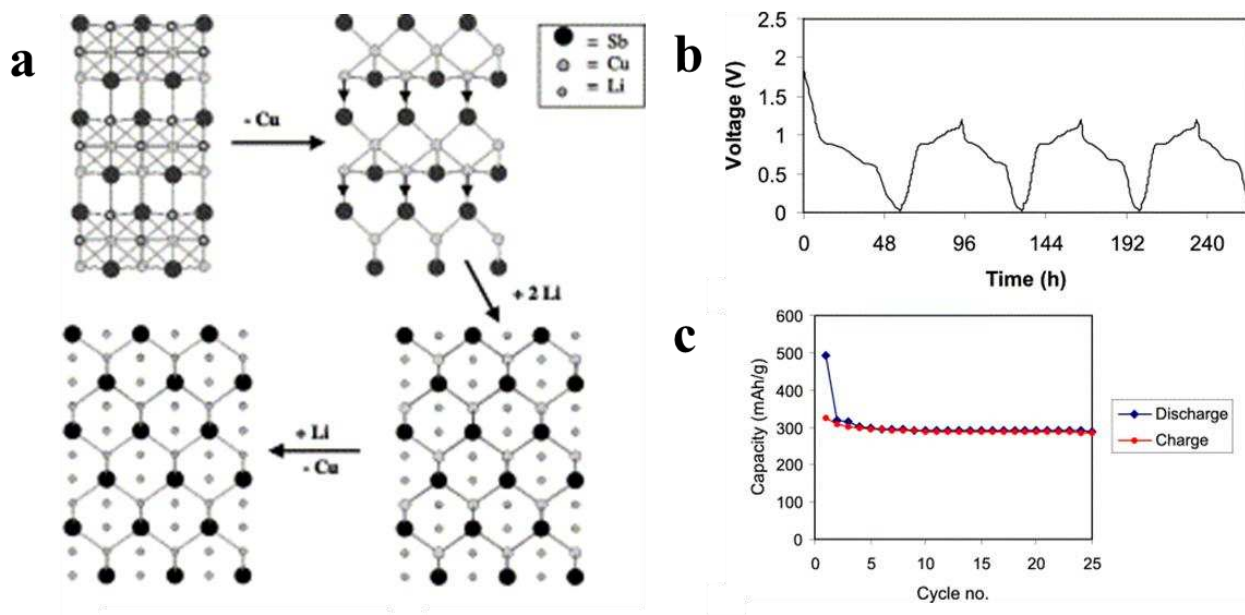 a
= Sb
= Cu
= Li
- Cu
+ 2 Li
+ Li
- Cu
b
Voltage (V)
2.5
2
1.5
1
0.5
0
0 48 96 144 192 240
Time (h)
c
Capacity (mAh/g)
600
500
400
300
200
100
0
0 5 10 15 20 25
Cycle no.
Discharge
Charge